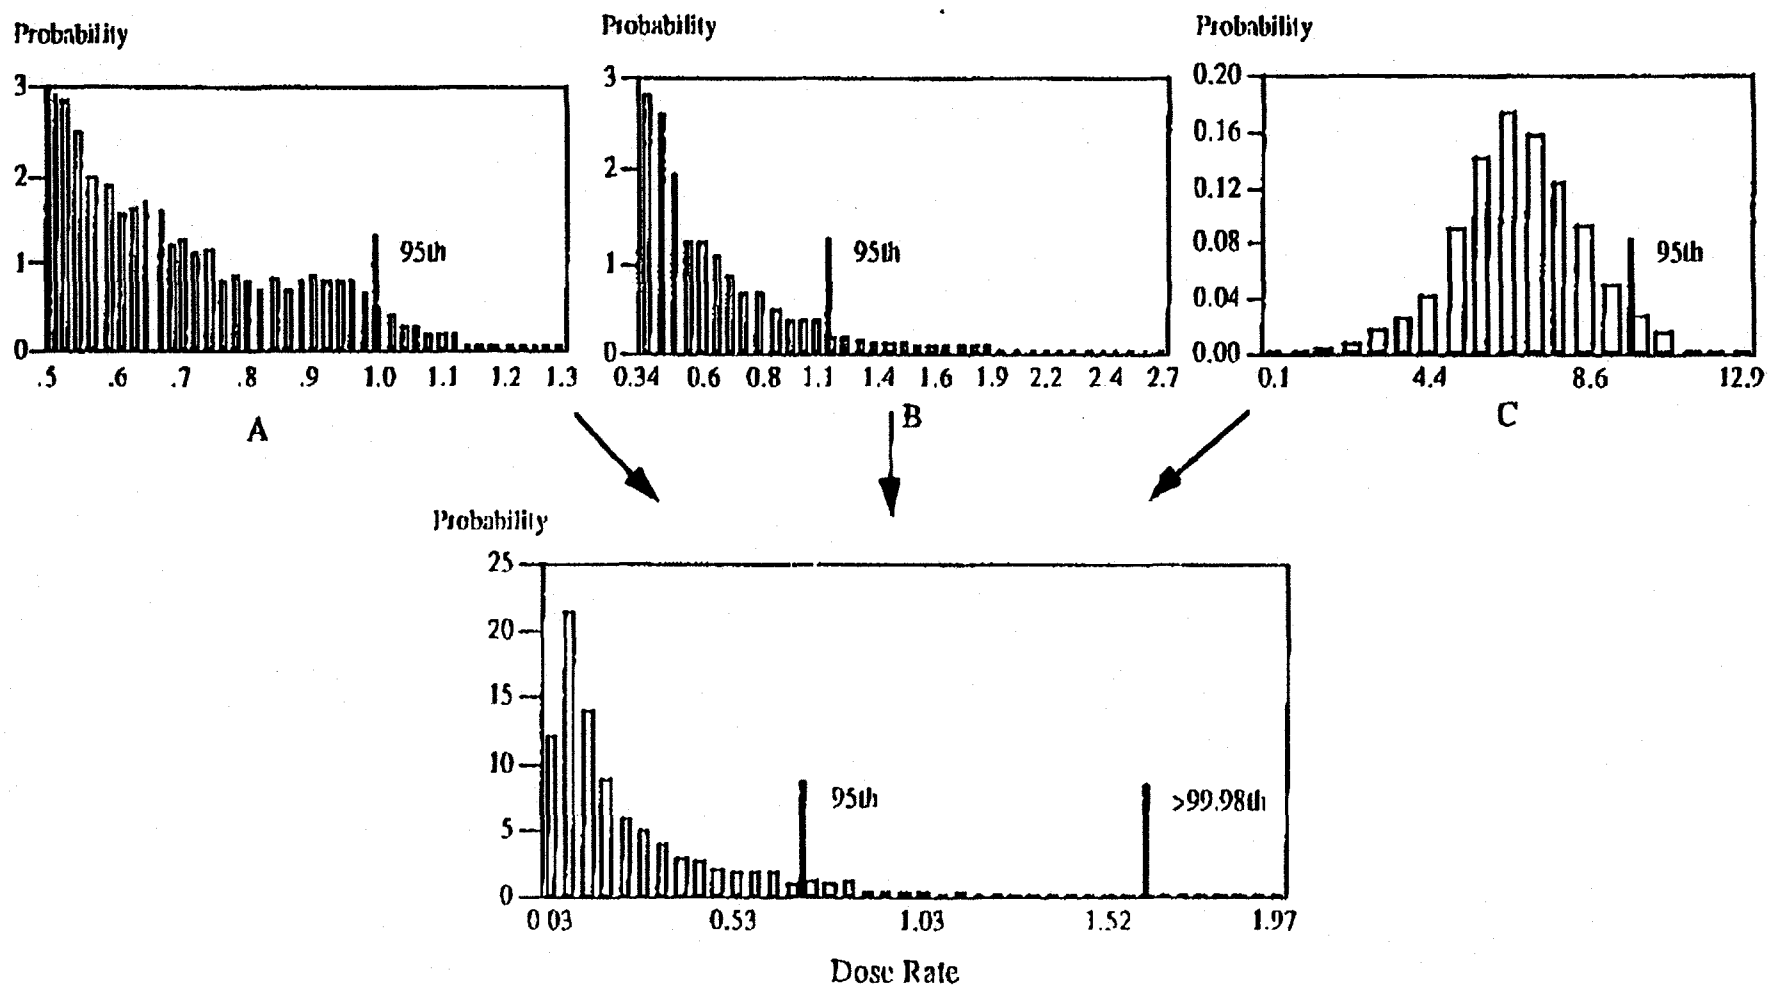 Probability
3
2
1
0
95th
.5 .6 .7 .8 .9 1.0 1.1 1.2 1.3
A
Probability
3
2
1
0
95th
0.34 0.6 0.8 1.1 1.4 1.6 1.9 2.2 2.4 2.7
B
Probability
0.20
0.16
0.12
0.08
0.04
0.00
95th
0.1 4.4 8.6 12.9
C
Probability
25
20
15
10
5
0
95th
>99.98th
0 03 0.53 1.03 1.52 1.97
Dose Rate